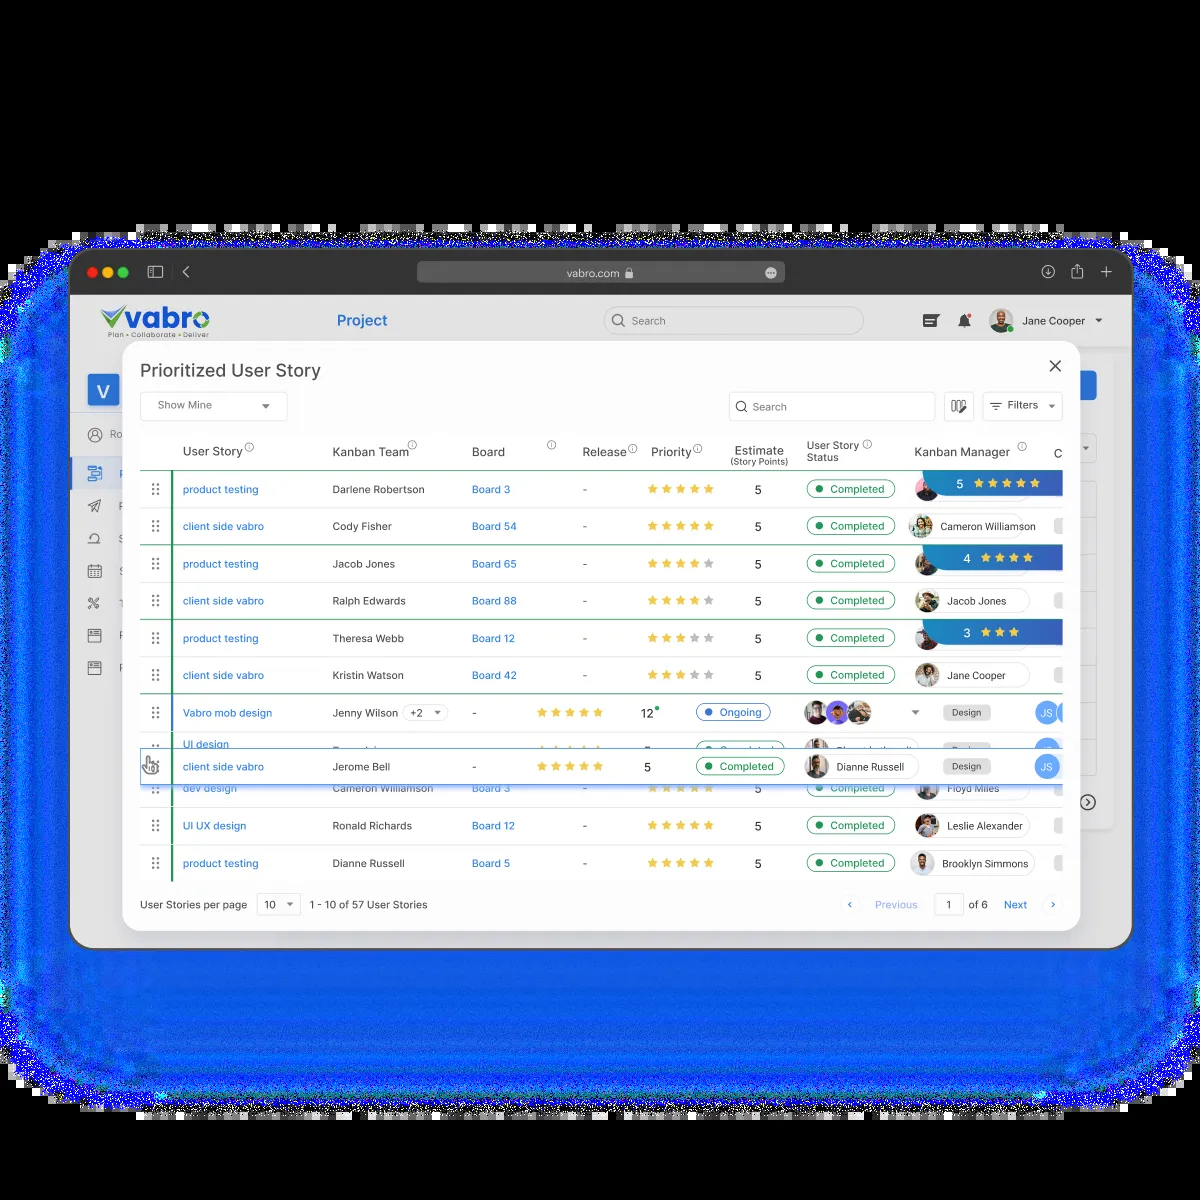 vabro.com
vabro
Plan • Collaborate • Deliver
Project
Search
Jane Cooper
Prioritized User Story
V
Show Mine
Search
Filters
Ro
User Story
Kanban Team
Board
Release
Priority
Estimate
(Story Points)
User Story
Status
Kanban Manager
C
product testing Darlene Robertson Board 3 - 5 Completed 5
client side vabro Cody Fisher Board 54 - 5 Completed Cameron Williamson
product testing Jacob Jones Board 65 - 5 Completed 4
client side vabro Ralph Edwards Board 88 - 5 Completed Jacob Jones
product testing Theresa Webb Board 12 - 5 Completed 3
client side vabro Kristin Watson Board 42 - 5 Completed Jane Cooper
Vabro mob design Jenny Wilson +2 - 12 Ongoing Design JS
UI design
client side vabro Jerome Bell - 5 Completed Dianne Russell Design JS
dev design Cameron Williamson Board 3 - 5 Completed Floyd Miles
UI UX design Ronald Richards Board 12 - 5 Completed Leslie Alexander
product testing Dianne Russell Board 5 - 5 Completed Brooklyn Simmons
User Stories per page 10 1 - 10 of 57 User Stories
Previous 1 of 6 Next